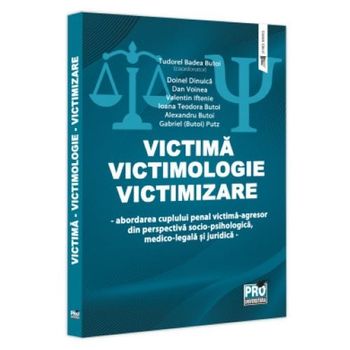 Tudorel Badea Butoi
(coordonator)
Doinel Dinuică
Dan Voinea
Valentin Iftenie
Ioana Teodora Butoi
Alexandru Butoi
Gabriel (Butoi) Putz
VICTIMĂ
VICTIMOLOGIE
VICTIMIZARE
- abordarea cuplului penal victimă-agresor
din perspectivă socio-psihologică,
medico-legală și juridică -
PRO
UNIVERSITARIA
VICTIMĂ - VICTIMOLOGIE - VICTIMIZARE
PRO